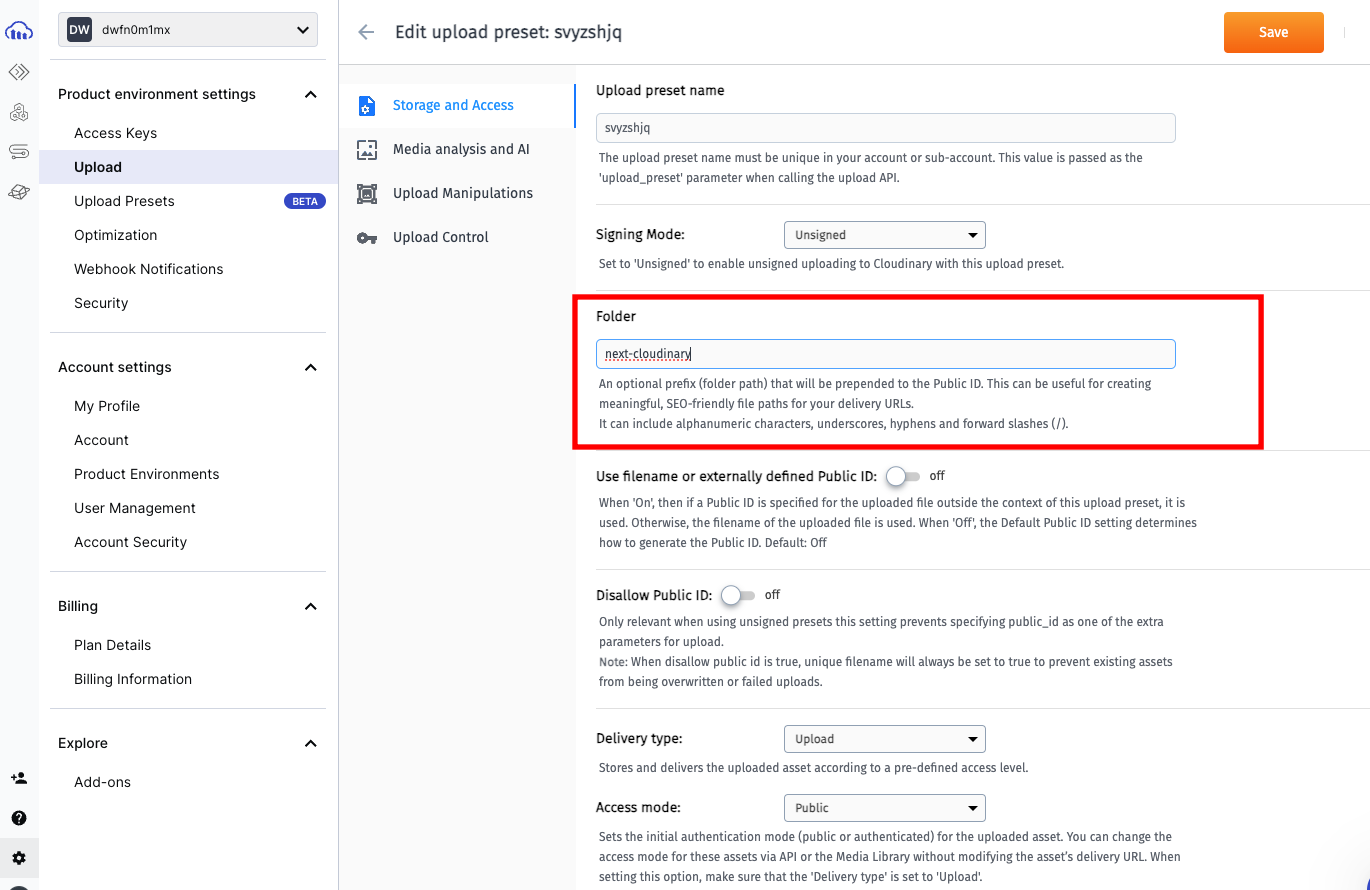 DW
dwfn0m1mx
Product environment settings
Access Keys
Upload
Upload Presets
BETA
Optimization
Webhook Notifications
Security
Account settings
My Profile
Account
Product Environments
User Management
Account Security
Billing
Plan Details
Billing Information
Explore
Add-ons
Edit upload preset: svyzshjq
Save
Storage and Access
Media analysis and AI
Upload Manipulations
Upload Control
Upload preset name
svyzshjq
The upload preset name must be unique in your account or sub-account. This value is passed as the
'upload_preset' parameter when calling the upload API.
Signing Mode:
Unsigned
Set to 'Unsigned' to enable unsigned uploading to Cloudinary with this upload preset.
Folder
next-cloudinary
An optional prefix (folder path) that will be prepended to the Public ID. This can be useful for creating
meaningful, SEO-friendly file paths for your delivery URLs.
It can include alphanumeric characters, underscores, hyphens and forward slashes (/).
Use filename or externally defined Public ID:
off
When 'On', then if a Public ID is specified for the uploaded file outside the context of this upload preset, it is
used. Otherwise, the filename of the uploaded file is used. When 'Off', the Default Public ID setting determines
how to generate the Public ID. Default: Off
Disallow Public ID:
off
Only relevant when using unsigned presets this setting prevents specifying public_id as one of the extra
parameters for upload.
Note: When disallow public id is true, unique filename will always be set to true to prevent existing assets
from being overwritten or failed uploads.
Delivery type:
Upload
Stores and delivers the uploaded asset according to a pre-defined access level.
Access mode:
Public
Sets the initial authentication mode (public or authenticated) for the uploaded asset. You can change the
access mode for these assets via API or the Media Library without modifying the asset's delivery URL. When
setting this option, make sure that the 'Delivery type' is set to 'Upload'.